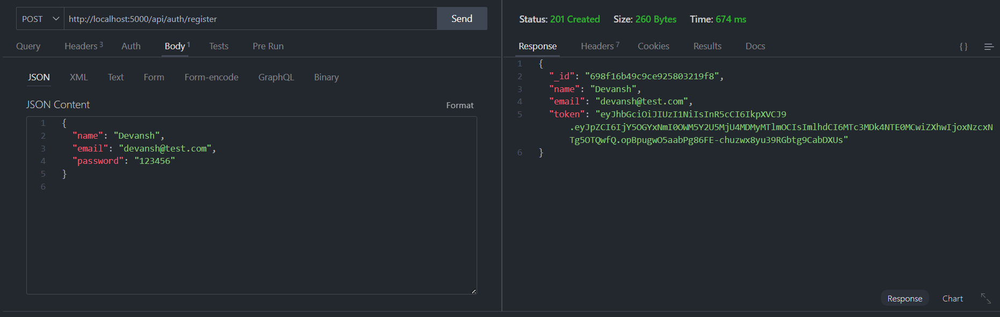 POST http://localhost:5000/api/auth/register Send
Query Headers 3 Auth Body 1 Tests Pre Run
JSON XML Text Form Form-encode GraphQL Binary
JSON Content Format
1 {
2 "name": "Devansh",
3 "email": "devansh@test.com",
4 "password": "123456"
5 }
6
Status: 201 Created Size: 260 Bytes Time: 674 ms
Response Headers 7 Cookies Results Docs { }
1 {
2 "_id": "698f16b49c9ce925803219f8",
3 "name": "Devansh",
4 "email": "devansh@test.com",
5 "token": "eyJhbGciOiJIUzI1NiIsInR5cCI6IkpXVCJ9
.eyJpZCI6IjY5OGYxNmI0OWM5Y2U5MjU4MDMyMTlmOCIsImlhdCI6MTc3MDk4NTE0MCwiZXhwIjoxNzcxN
Tg5OTQwfQ.opBpugwO5aabPg86FE-chuzwx8yu39RGbtg9CabDXUs"
6 }
Response Chart